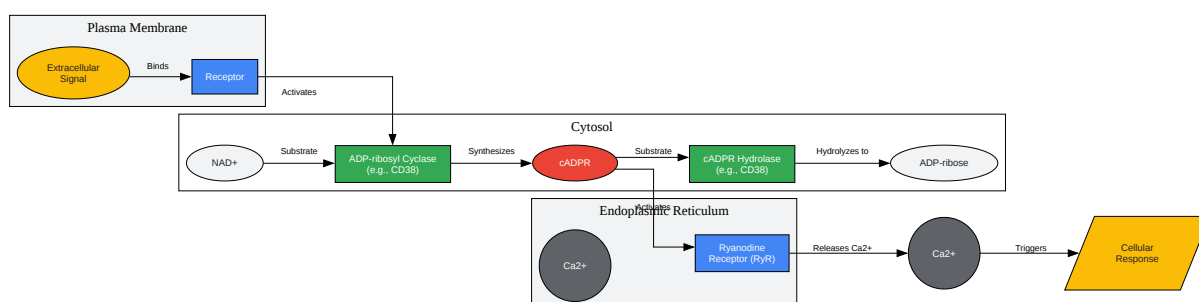 Plasma Membrane
Extracellular
Signal
Binds
Receptor
Activates
Cytosol
NAD+
Substrate
ADP-ribosyl Cyclase
(e.g., CD38)
Synthesizes
cADPR
Substrate
cADPR Hydrolase
(e.g., CD38)
Hydrolyzes to
ADP-ribose
Activates
Endoplasmic Reticulum
Ca2+
Ryanodine
Receptor (RyR)
Releases Ca2+
Ca2+
Triggers
Cellular
Response